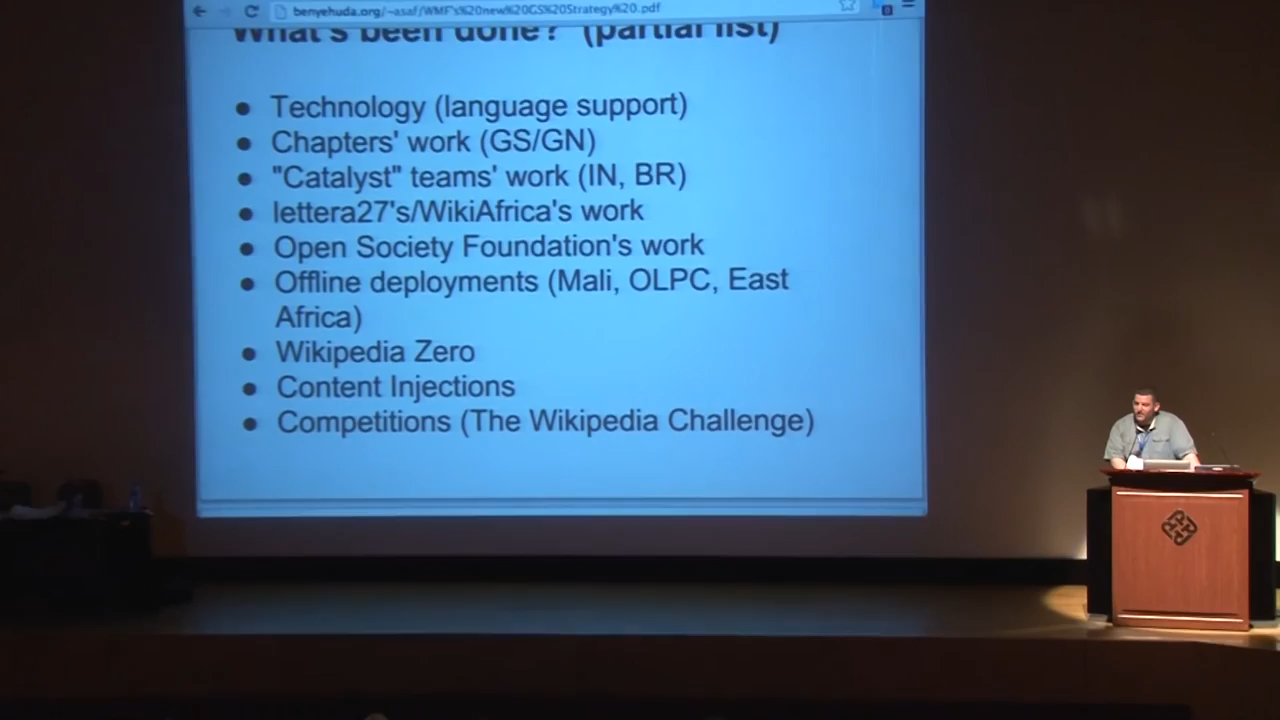 benyehuda.org/~asaf/WMF's%20new%20GS%20Strategy%20.pdf
What's been done? (partial list)
● Technology (language support)
● Chapters' work (GS/GN)
● "Catalyst" teams' work (IN, BR)
● lettera27's/WikiAfrica's work
● Open Society Foundation's work
● Offline deployments (Mali, OLPC, East
Africa)
● Wikipedia Zero
● Content Injections
● Competitions (The Wikipedia Challenge)